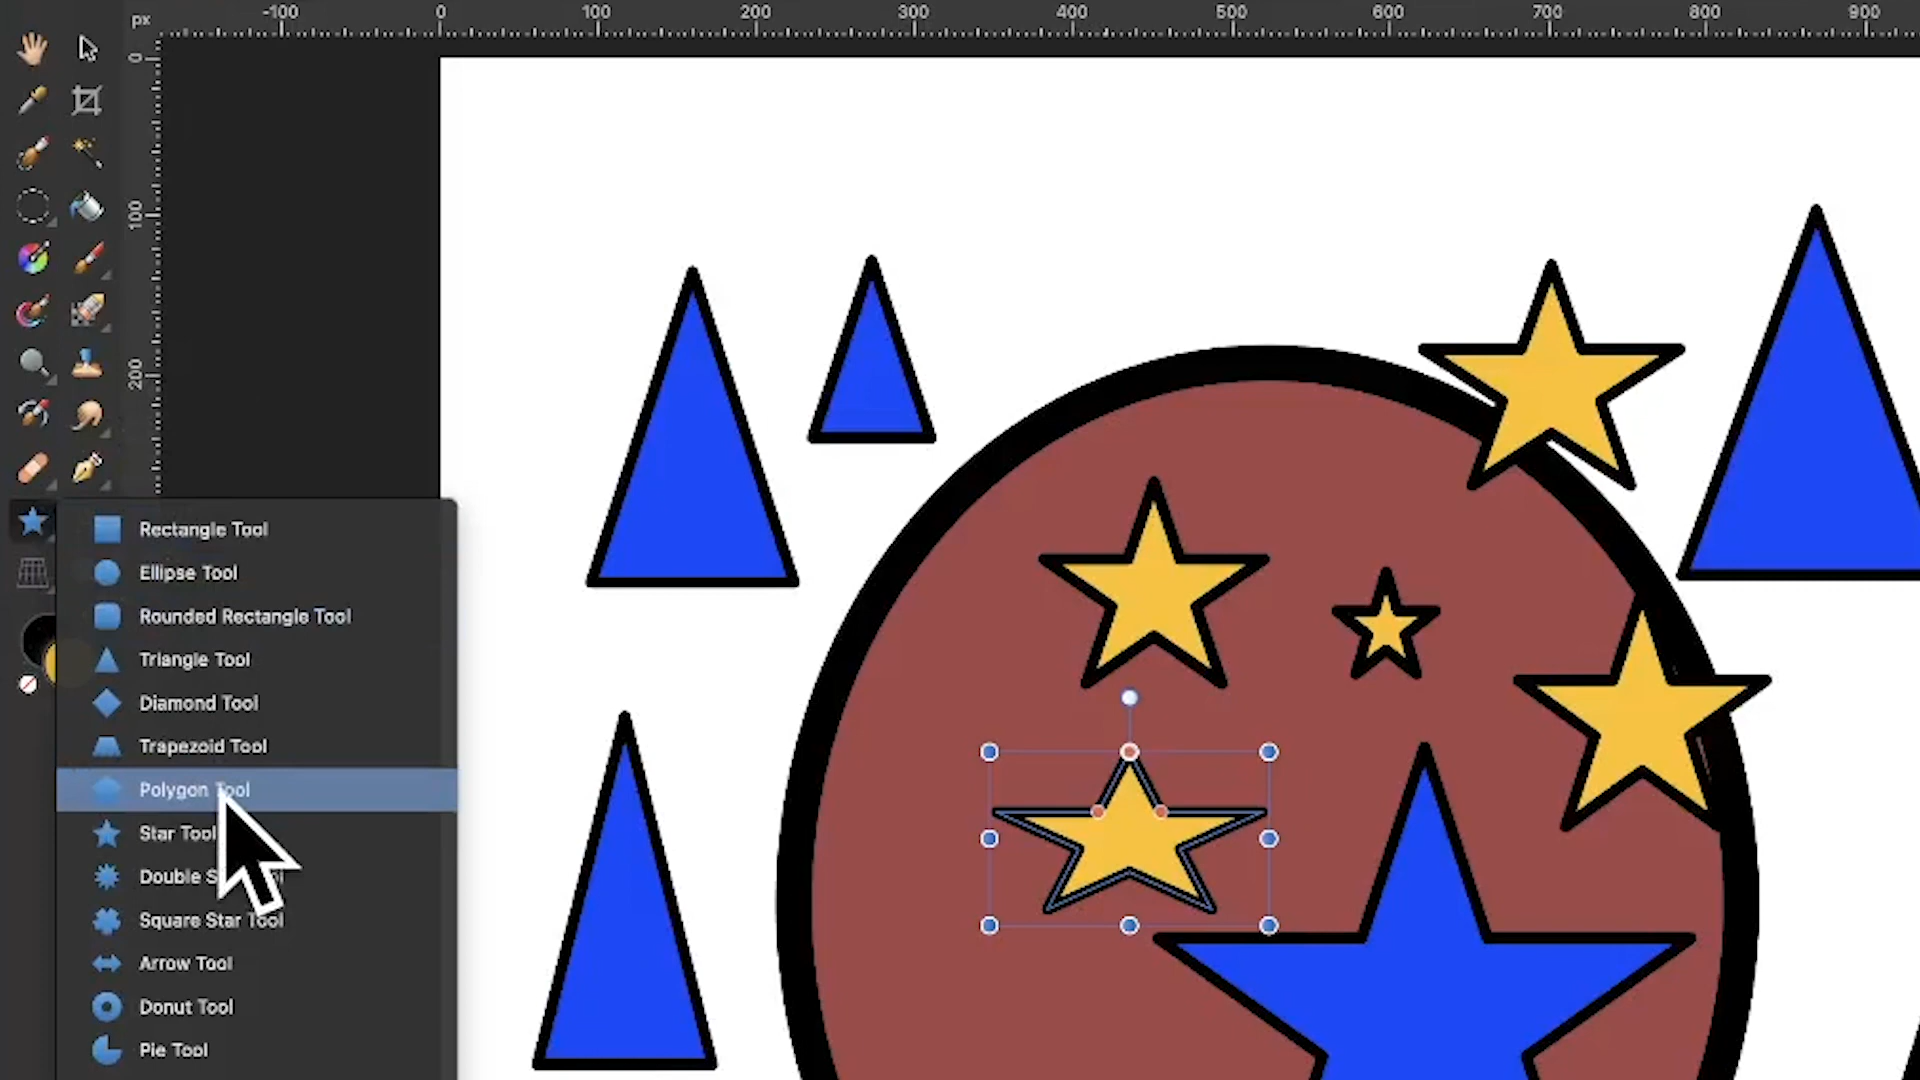 px -100 0 100 200 300 400 500 600 700 800 900
0
100
200
Rectangle Tool
Ellipse Tool
Rounded Rectangle Tool
Triangle Tool
Diamond Tool
Trapezoid Tool
Polygon Tool
Star Tool
Double
Square Star Tool
Arrow Tool
Donut Tool
Pie Tool